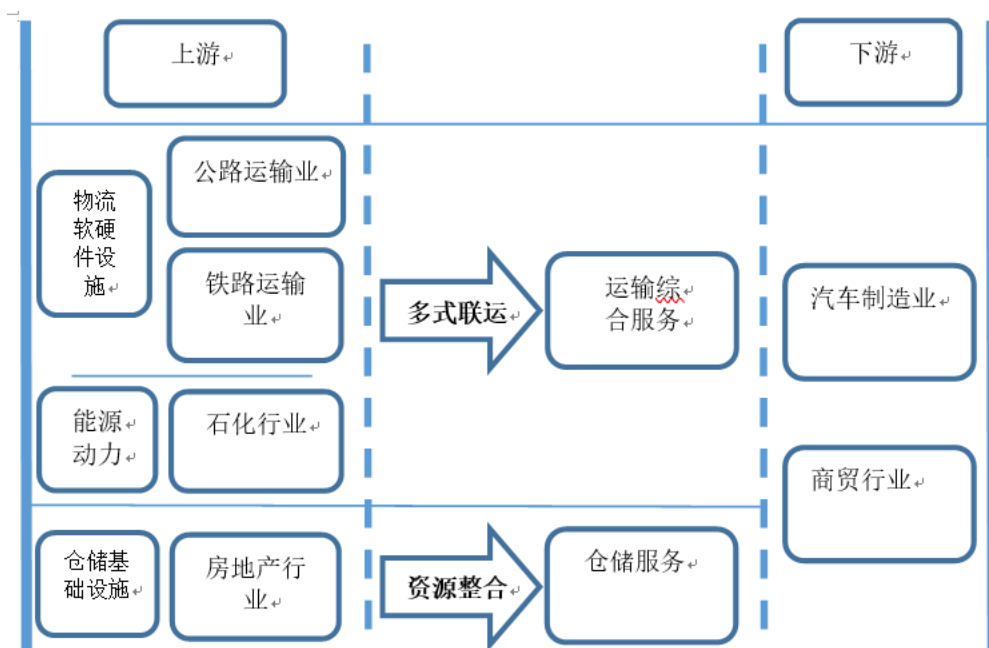 上游
下游
公路运输业
物流
软硬
件设
施
铁路运输
业
多式联运
运输综
合服务
汽车制造业
能源
动力
石化行业
商贸行业
仓储基
础设施
房地产行
业
资源整合
仓储服务